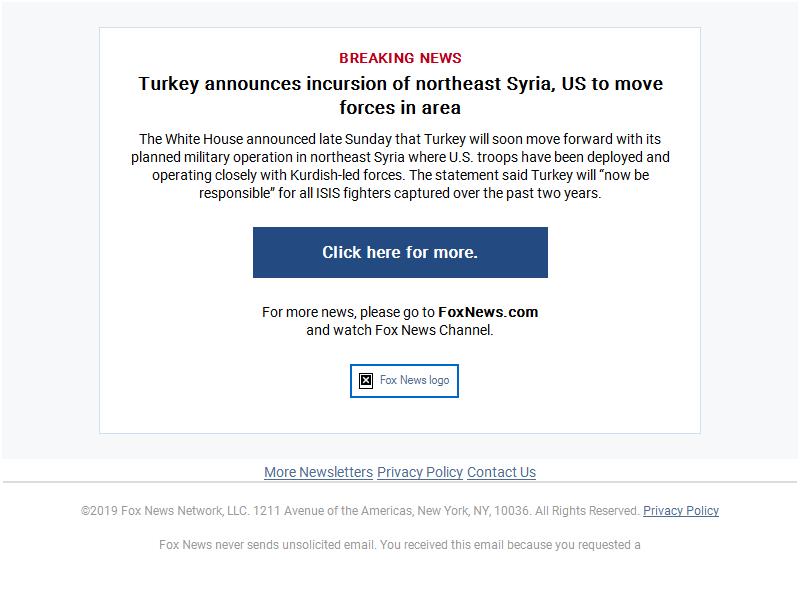 BREAKING NEWS
Turkey announces incursion of northeast Syria, US to move
forces in area
The White House announced late Sunday that Turkey will soon move forward with its
planned military operation in northeast Syria where U.S. troops have been deployed and
operating closely with Kurdish-led forces. The statement said Turkey will “now be
responsible” for all ISIS fighters captured over the past two years.
Click here for more.
For more news, please go to FoxNews.com
and watch Fox News Channel.
Fox News logo
More Newsletters Privacy Policy Contact Us
©2019 Fox News Network, LLC. 1211 Avenue of the Americas, New York, NY, 10036. All Rights Reserved. Privacy Policy
Fox News never sends unsolicited email. You received this email because you requested a